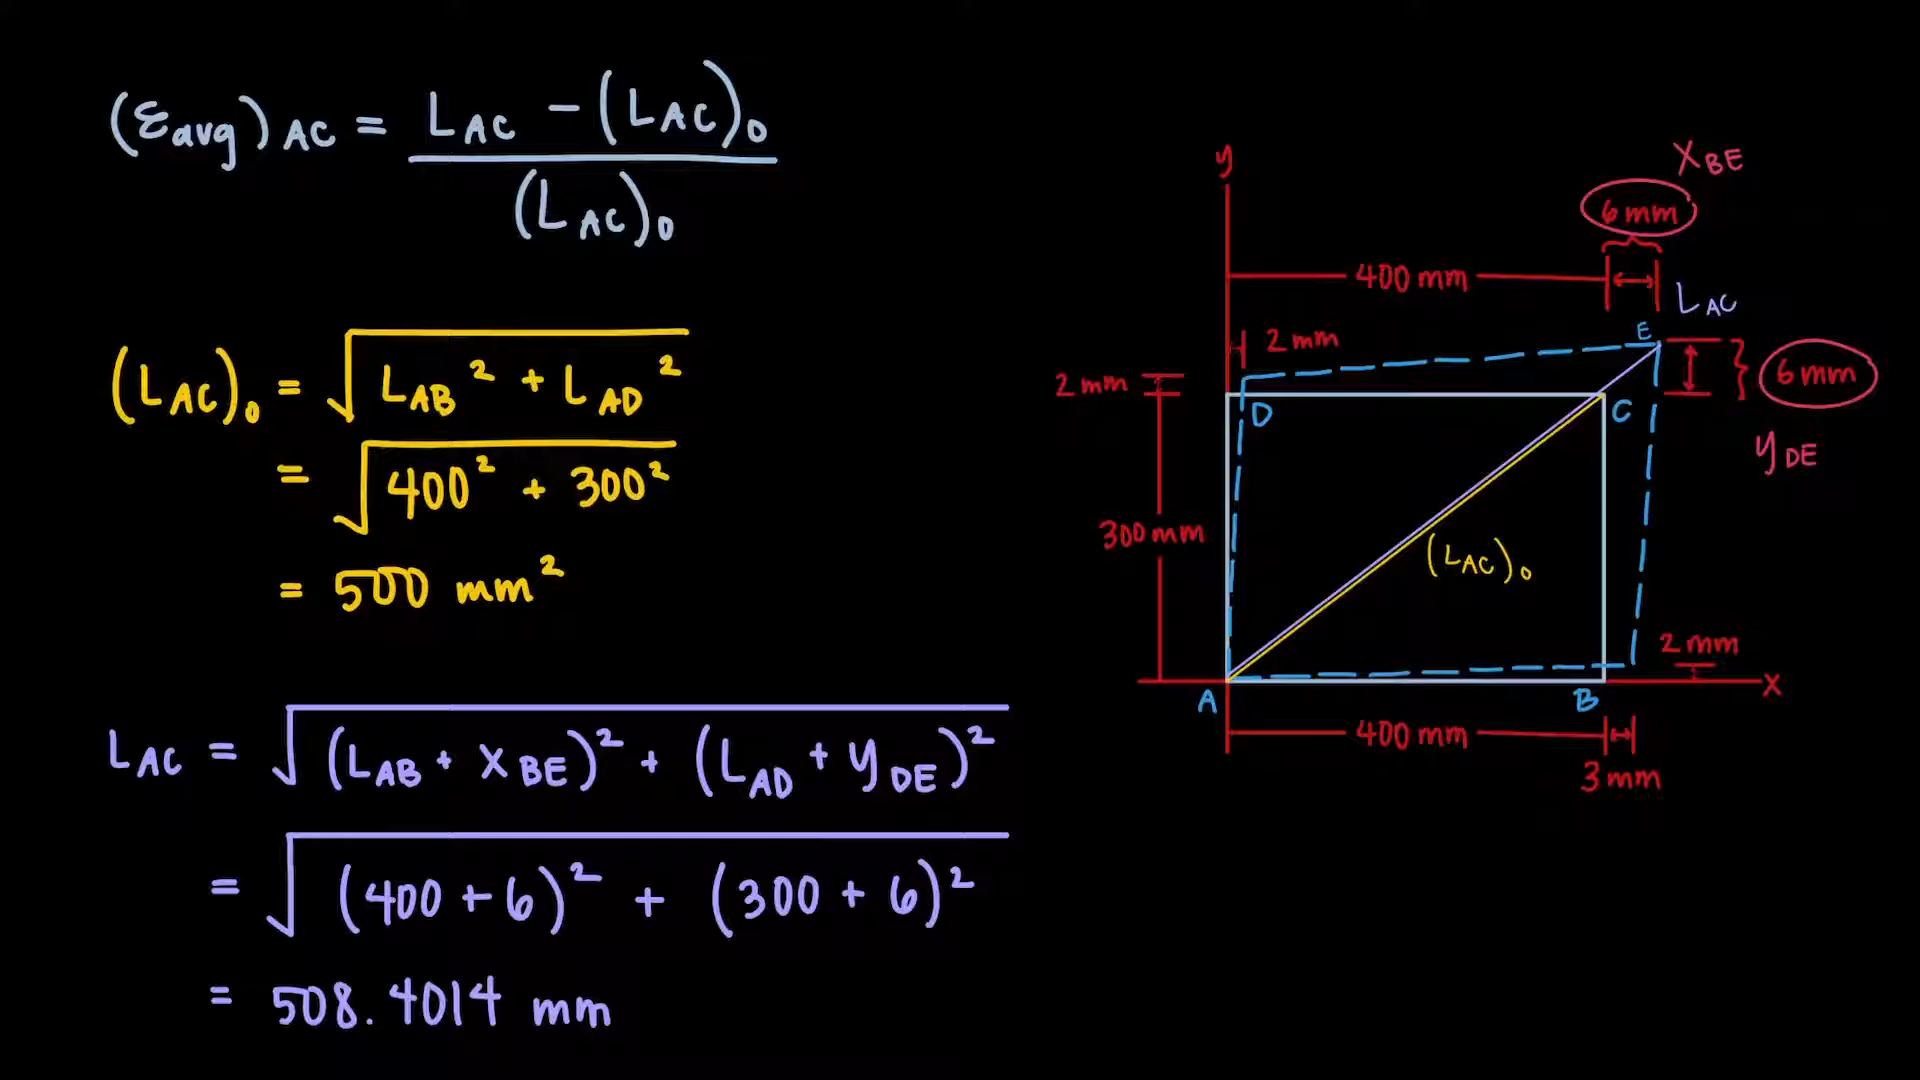 (εavg)AC = LAC - (LAC)0
(LAC)0
(LAC)0 = √LAB² + LAD²
= √400² + 300²
= 500 mm²
LAC = √(LAB + XBE)² + (LAD + yDE)²
= √(400 + 6)² + (300 + 6)²
= 508.4014 mm
y
XBE
6 mm
400 mm
LAC
E
2 mm
2 mm
6 mm
D
C
yDE
300 mm
(LAC)0
2 mm
A
B
x
400 mm
3 mm